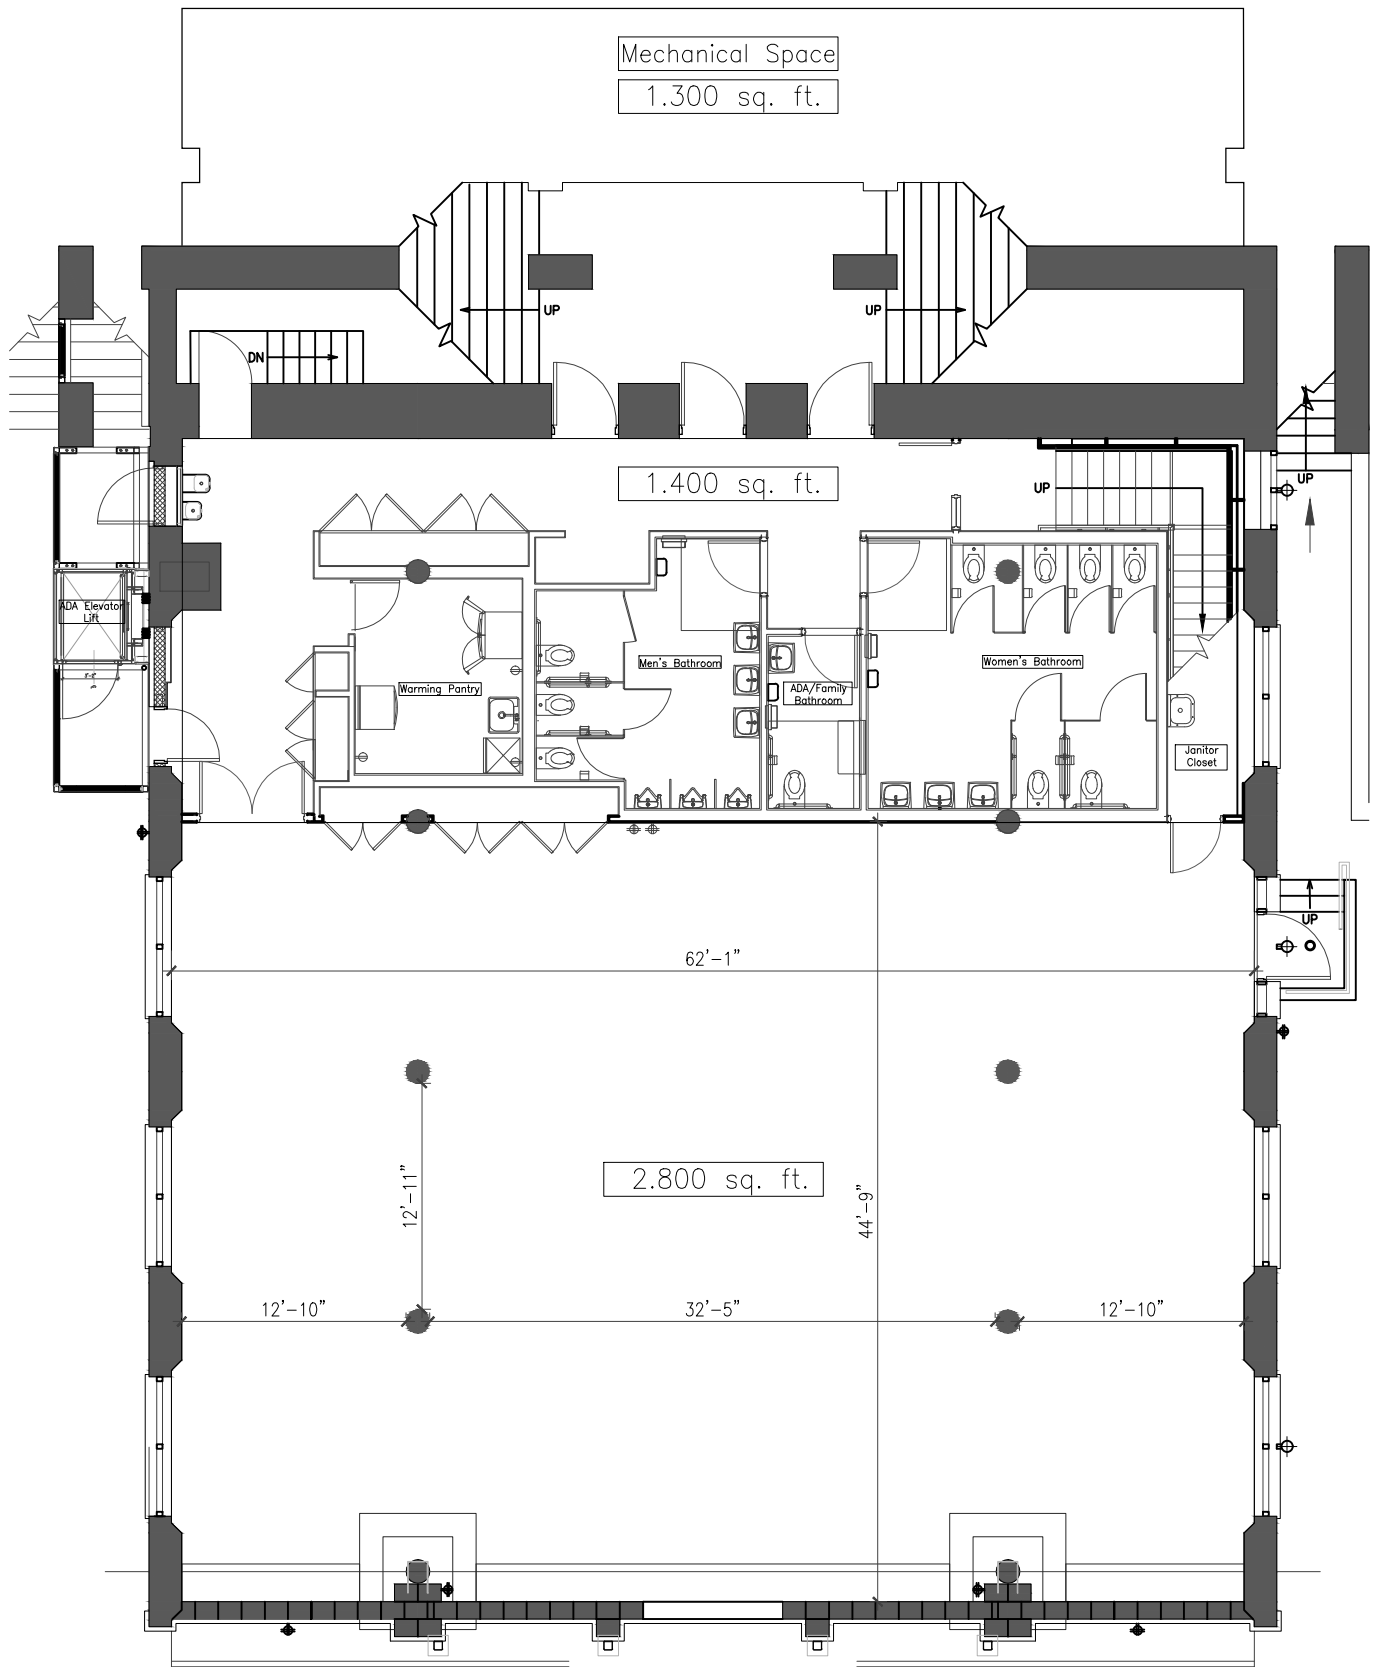 Mechanical Space
1.300 sq. ft.
UP
UP
DN
1.400 sq. ft.
UP
UP
ADA Elevator
Lift
Men's Bathroom
Women's Bathroom
Warming Pantry
ADA/Family
Bathroom
Janitor
Closet
UP
62'-1"
12'-11"
2.800 sq. ft.
44'-9"
12'-10"
32'-5"
12'-10"